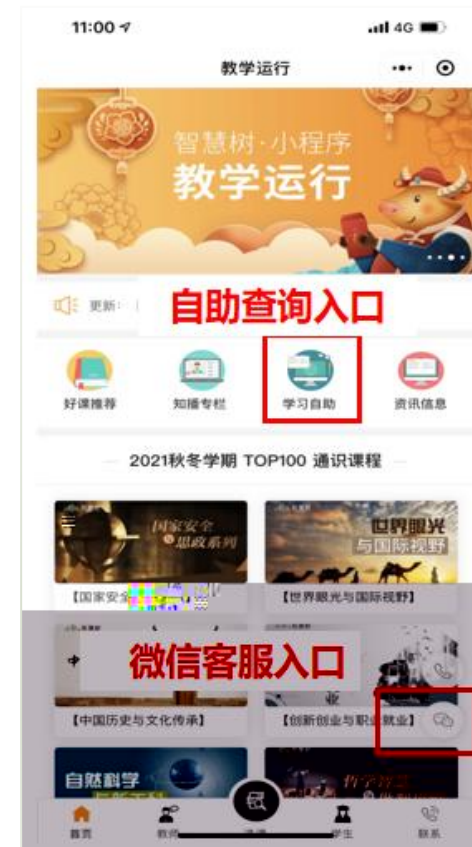 11:00
4G
教学运行
智慧树·小程序
教学运行
更新:
自助查询入口
好课推荐
知播专栏
学习自助
资讯信息
2021秋冬学期 TOP100 通识课程
国家安全
思政系列
世界眼光
与国际视野
【国家安全
【世界眼光与国际视野】
微信客服入口
【中国历史与文化传承】
【创新创业与职业就业】
自然科学
首页
教师
学生
联系